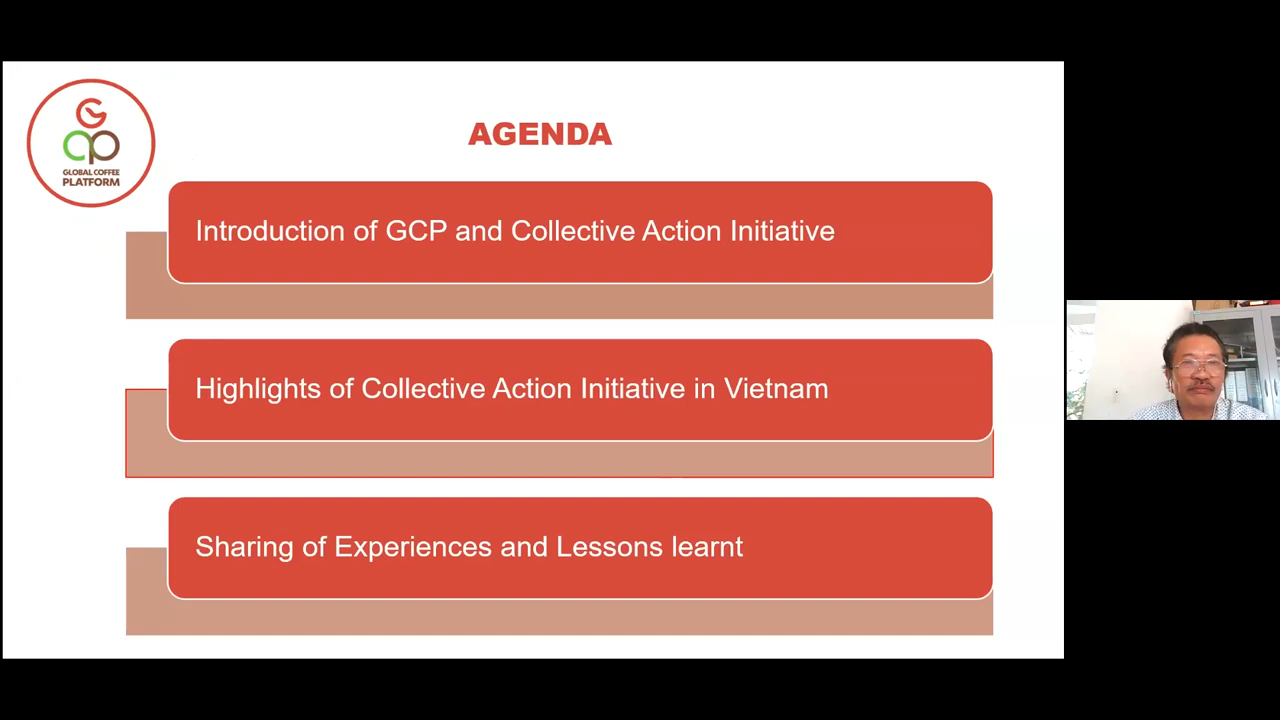 GLOBAL COFFEE
PLATFORM
AGENDA
Introduction of GCP and Collective Action Initiative
Highlights of Collective Action Initiative in Vietnam
Sharing of Experiences and Lessons learnt